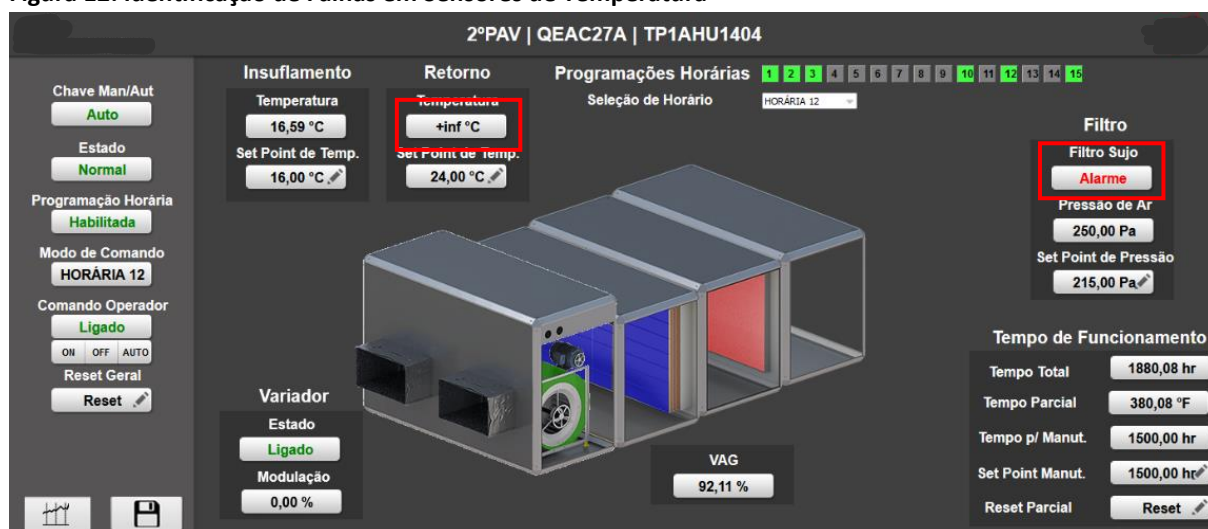 Figura 12: Identificação de Falhas em Sensores de Temperatura
2ºPAV | QEAC27A | TP1AHU1404
Chave Man/Aut
Auto
Estado
Normal
Programação Horária
Habilitada
Modo de Comando
HORÁRIA 12
Comando Operador
Ligado
ON OFF AUTO
Reset Geral
Reset
Insuflamento
Temperatura
16,59 °C
Set Point de Temp.
16,00 °C
Retorno
Temperatura
+inf °C
Set Point de Temp.
24,00 °C
Programações Horárias 1 2 3 4 5 6 7 8 9 10 11 12 13 14 15
Seleção de Horário HORÁRIA 12
Filtro
Filtro Sujo
Alarme
Pressão de Ar
250,00 Pa
Set Point de Pressão
215,00 Pa
Variador
Estado
Ligado
Modulação
0,00 %
VAG
92,11 %
Tempo de Funcionamento
Tempo Total 1880,08 hr
Tempo Parcial 380,08 °F
Tempo p/ Manut. 1500,00 hr
Set Point Manut. 1500,00 hr
Reset Parcial Reset